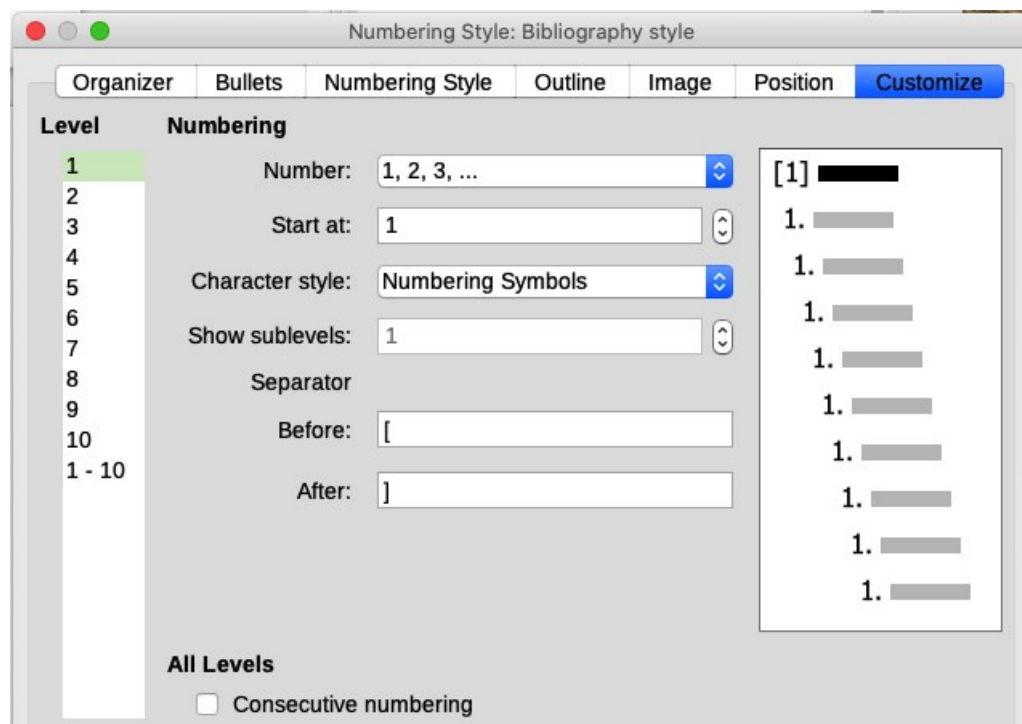 Numbering Style: Bibliography style
Organizer Bullets Numbering Style Outline Image Position Customize
Level
1
2
3
4
5
6
7
8
9
10
1 - 10
Numbering
Number: 1, 2, 3, ...
Start at: 1
Character style: Numbering Symbols
Show sublevels: 1
Separator
Before: [
After: ]
All Levels
Consecutive numbering
[1]
1.
1.
1.
1.
1.
1.
1.
1.
1.